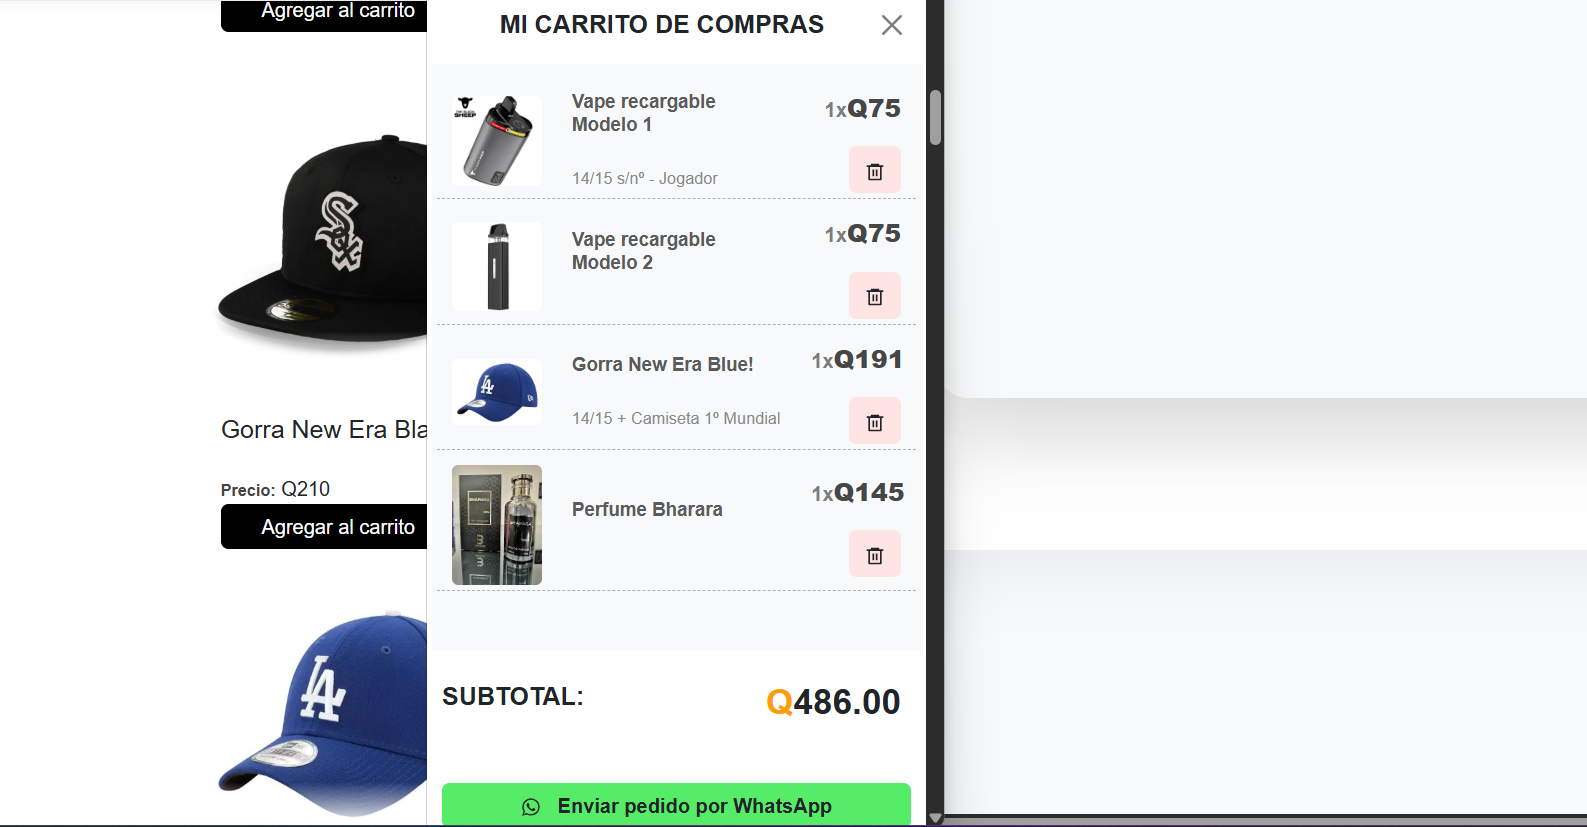 Agregar al carrito
Gorra New Era Bla
Precio: Q210
Agregar al carrito
MI CARRITO DE COMPRAS
SHEEP
Vape recargable
Modelo 1
1xQ75
14/15 s/nº - Jogador
Vape recargable
Modelo 2
1xQ75
Gorra New Era Blue!
1xQ191
14/15 + Camiseta 1º Mundial
BHARARA
Perfume Bharara
1xQ145
SUBTOTAL:
Q486.00
Enviar pedido por WhatsApp